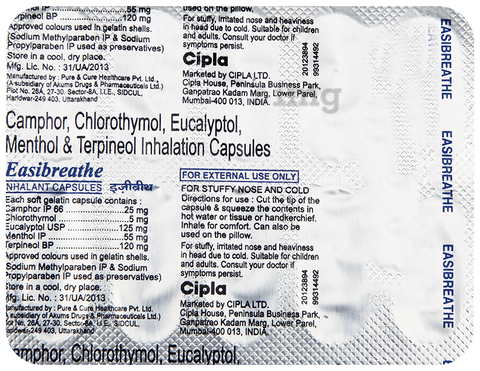 nthol IP ........ 55 mg
Terpineol BP ........ 120 mg
Approved colours used in gelatin shells.
(Sodium Methylparaben IP & Sodium
Propylparaben IP used as preservatives)
Store in a cool, dry place.
Mfg. Lic. No. : 31/UA/2013
Manufactured by : Pure & Cure Healthcare Pvt. Ltd.
(A subsidiary of Akums Drugs & Pharmaceuticals Ltd.)
Plot No. 26A, 27-30, Sector-8A, I.I.E., SIDCUL,
Haridwar-249 403, Uttarakhand
used on the pillow.
For stuffy, irritated nose and heaviness
in head due to cold. Suitable for children
and adults. Consult your doctor if
symptoms persist.
Cipla
Marketed by CIPLA LTD.
Cipla House, Peninsula Business Park,
Ganpatrao Kadam Marg, Lower Parel,
Mumbai-400 013, INDIA.
20123804
99314492
EASIBREATHE
Camphor, Chlorothymol, Eucalyptol,
Menthol & Terpineol Inhalation Capsules
Easibreathe
NHALANT CAPSULES इज़ीब्रीथ
Each soft gelatin capsule contains :
Camphor IP 66 ........ 25 mg
Chlorothymol ........ 5 mg
Eucalyptol USP ........ 125 mg
Menthol IP ........ 55 mg
Terpineol BP ........ 120 mg
Approved colours used in gelatin shells.
Sodium Methylparaben IP & Sodium
Propylparaben IP used as preservatives)
Store in a cool, dry place.
Mfg. Lic. No. : 31/UA/2013
Manufactured by : Pure & Cure Healthcare Pvt. Ltd.
A subsidiary of Akums Drugs & Pharmaceuticals Ltd.)
Plot No. 26A, 27-30, Sector-8A, I.I.E., SIDCUL,
Haridwar-249 403, Uttarakhand
FOR EXTERNAL USE ONLY
FOR STUFFY NOSE AND COLD
Directions for use : Cut the tip of the
capsule & squeeze the contents in
hot water or tissue or handkerchief.
Inhale for comfort. Can also be
used on the pillow.
For stuffy, irritated nose and heaviness
in head due to cold. Suitable for children
and adults. Consult your doctor if
symptoms persist.
Cipla
Marketed by CIPLA LTD.
Cipla House, Peninsula Business Park,
Ganpatrao Kadam Marg, Lower Parel,
Mumbai-400 013, INDIA.
20123804
99314492
EASIBREATHE
EASIBREATHE
Camphor, Chlorothymol, Eucalyptol,